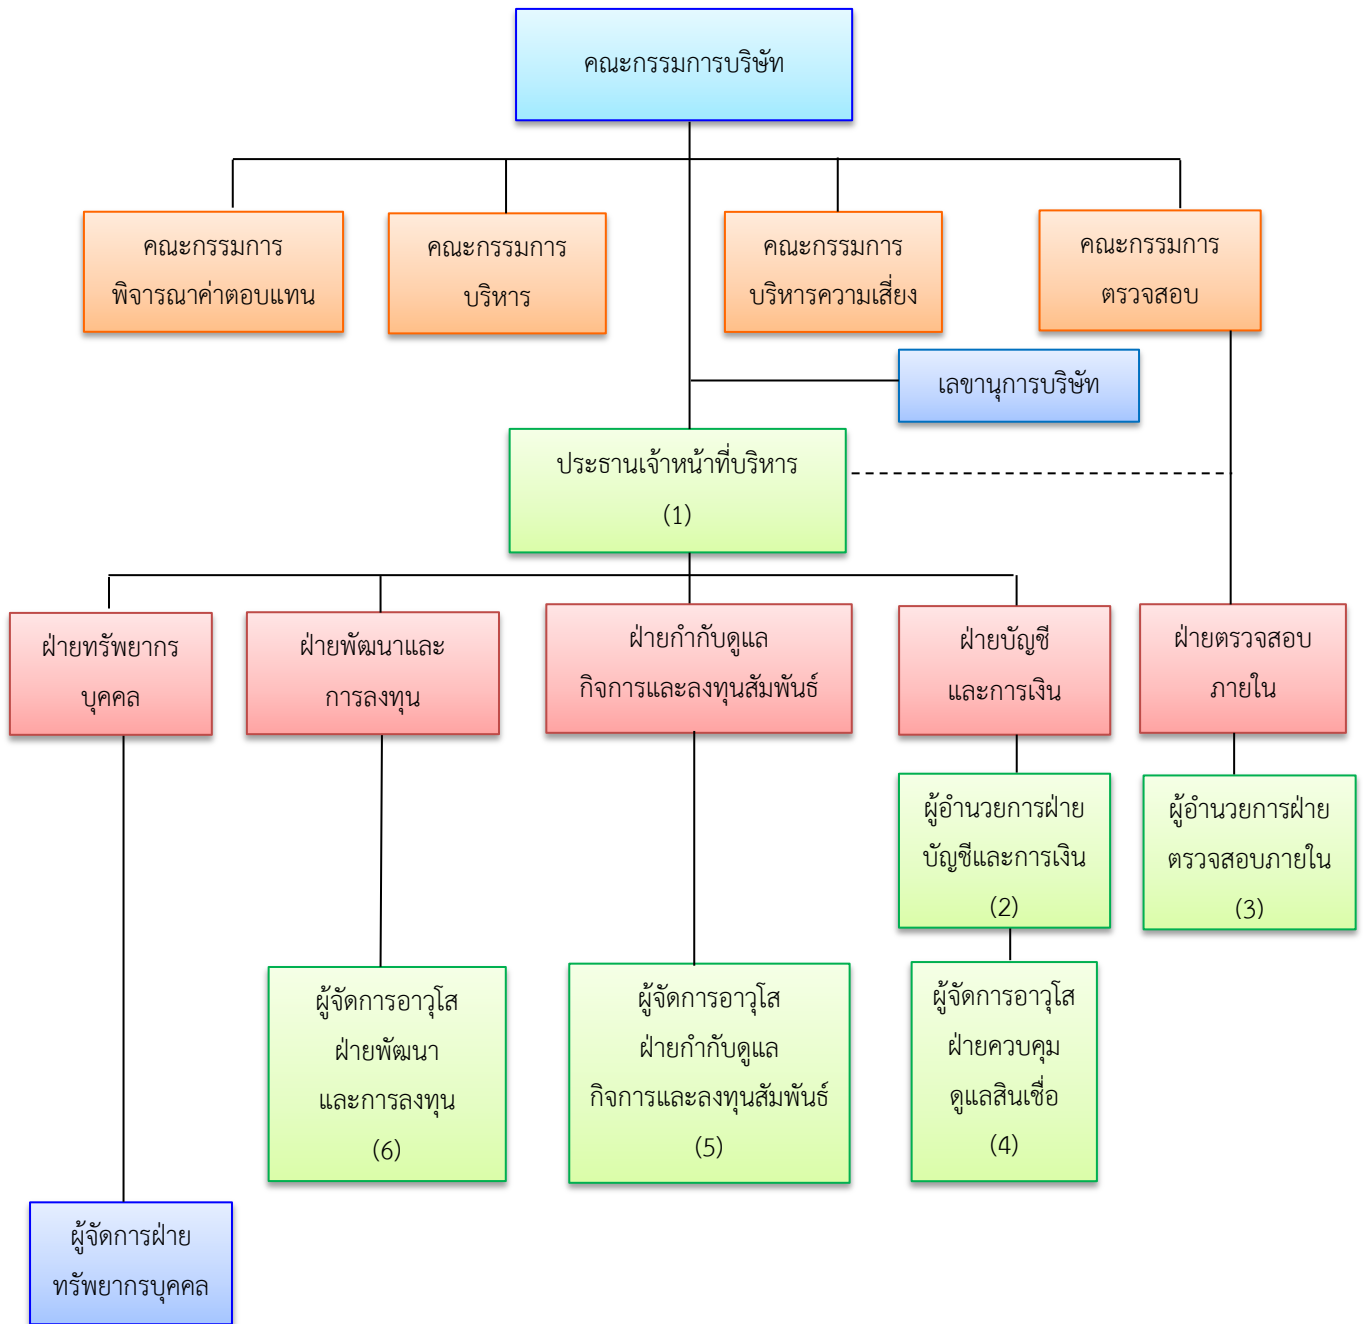 คณะกรรมการบริษัท
คณะกรรมการ
พิจารณาค่าตอบแทน
คณะกรรมการ
บริหาร
คณะกรรมการ
บริหารความเสี่ยง
คณะกรรมการ
ตรวจสอบ
เลขานุการบริษัท
ประธานเจ้าหน้าที่บริหาร
(1)
ฝ่ายทรัพยากร
บุคคล
ฝ่ายพัฒนาและ
การลงทุน
ฝ่ายกำกับดูแล
กิจการและลงทุนสัมพันธ์
ฝ่ายบัญชี
และการเงิน
ฝ่ายตรวจสอบ
ภายใน
ผู้อำนวยการฝ่าย
บัญชีและการเงิน
(2)
ผู้อำนวยการฝ่าย
ตรวจสอบภายใน
(3)
ผู้จัดการอาวุโส
ฝ่ายพัฒนา
และการลงทุน
(6)
ผู้จัดการอาวุโส
ฝ่ายกำกับดูแล
กิจการและลงทุนสัมพันธ์
(5)
ผู้จัดการอาวุโส
ฝ่ายควบคุม
ดูแลสินเชื่อ
(4)
ผู้จัดการฝ่าย
ทรัพยากรบุคคล